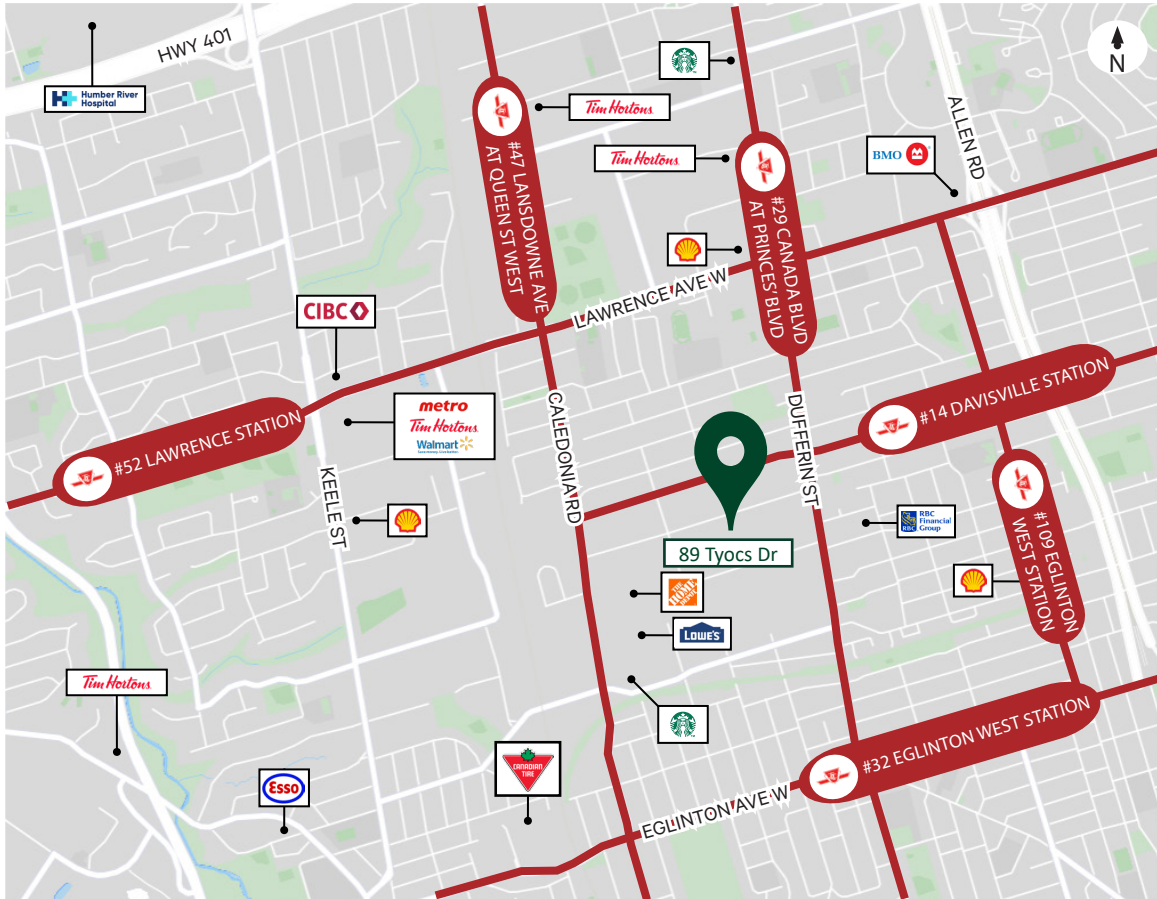 HWY 401
N
Humber River
Hospital
Tim Hortons
ALLEN RD
BMO
Tim Hortons
#47 LANSDOWNE AVE
AT QUEEN ST WEST
#29 CANADA BLVD
AT PRINCES' BLVD
LAWRENCE AVE W
CIBC
#14 DAVISVILLE STATION
metro
Tim Hortons
Walmart
#52 LAWRENCE STATION
CALEDONIA RD
DUFFERIN ST
KEELE ST
RBC
RBC
Financial
Group
#109 EGLINTON
WEST STATION
89 Tyocs Dr
THE
HOME
DEPOT
LOWE'S
Tim Hortons
#32 EGLINTON WEST STATION
CANADIAN
TIRE
Esso
EGLINTON AVE W